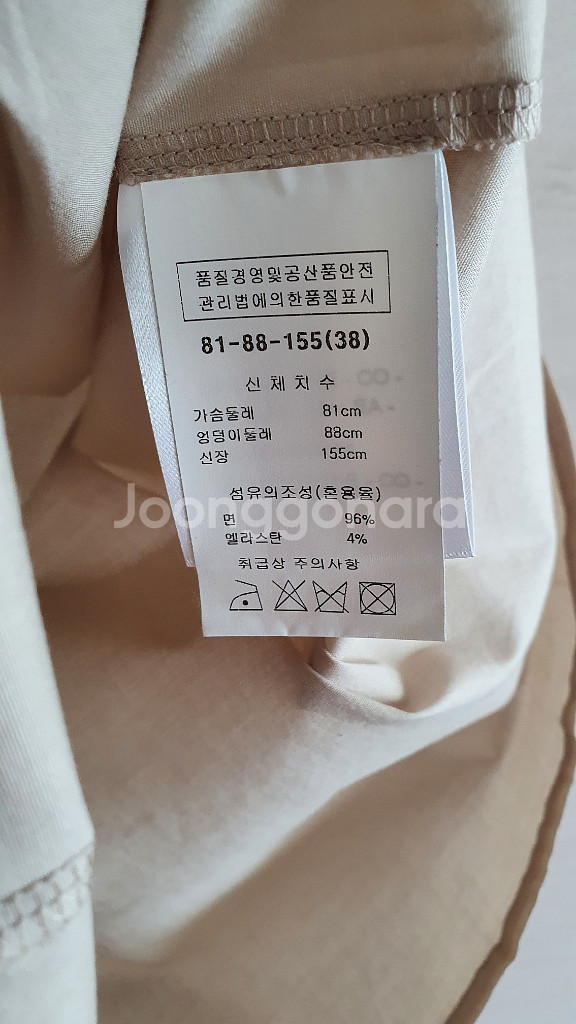 품질경영및공산품안전
관리법에의한품질표시
81-88-155(38)
신체치수
가슴둘레 81cm
엉덩이둘레 88cm
신장 155cm
섬유의조성(혼용율)
Joonggonara
면 96%
엘라스탄 4%
취급상 주의사항